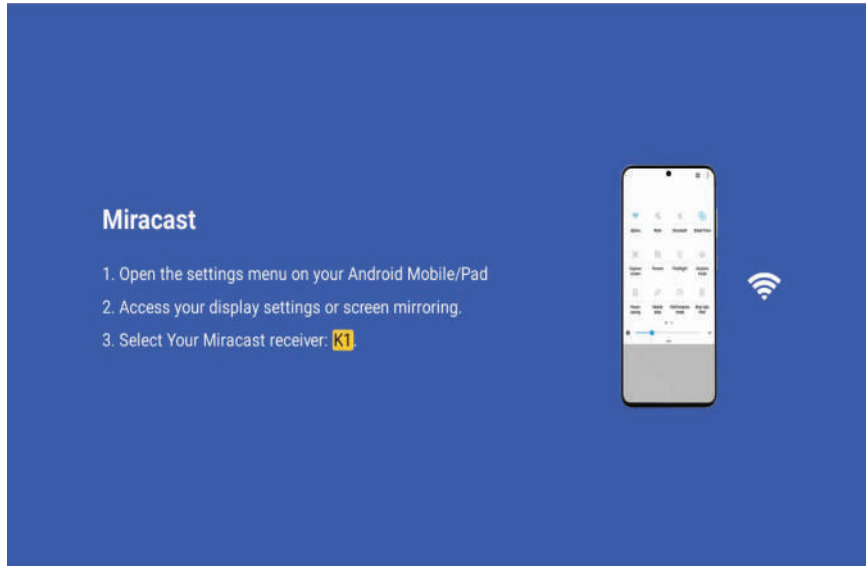 Miracast
1. Open the settings menu on your Android Mobile/Pad
2. Access your display settings or screen mirroring.
3. Select Your Miracast receiver: K1.